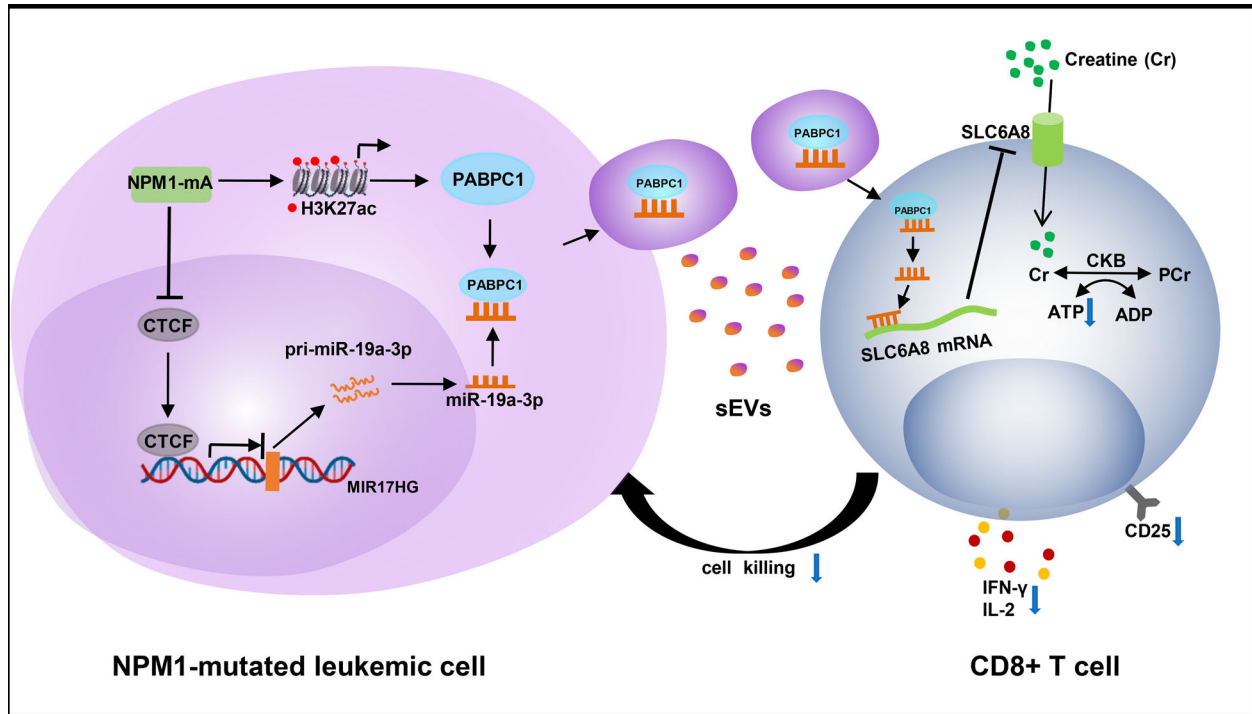 NPM1-mA
H3K27ac
PABPC1
PABPC1
CTCF
pri-miR-19a-3p
miR-19a-3p
CTCF
MIR17HG
NPM1-mutated leukemic cell
PABPC1
sEVs
PABPC1
Creatine (Cr)
SLC6A8
PABPC1
SLC6A8 mRNA
Cr
CKB
PCr
ATP
ADP
CD25
IFN-γ
IL-2
cell killing
CD8+ T cell